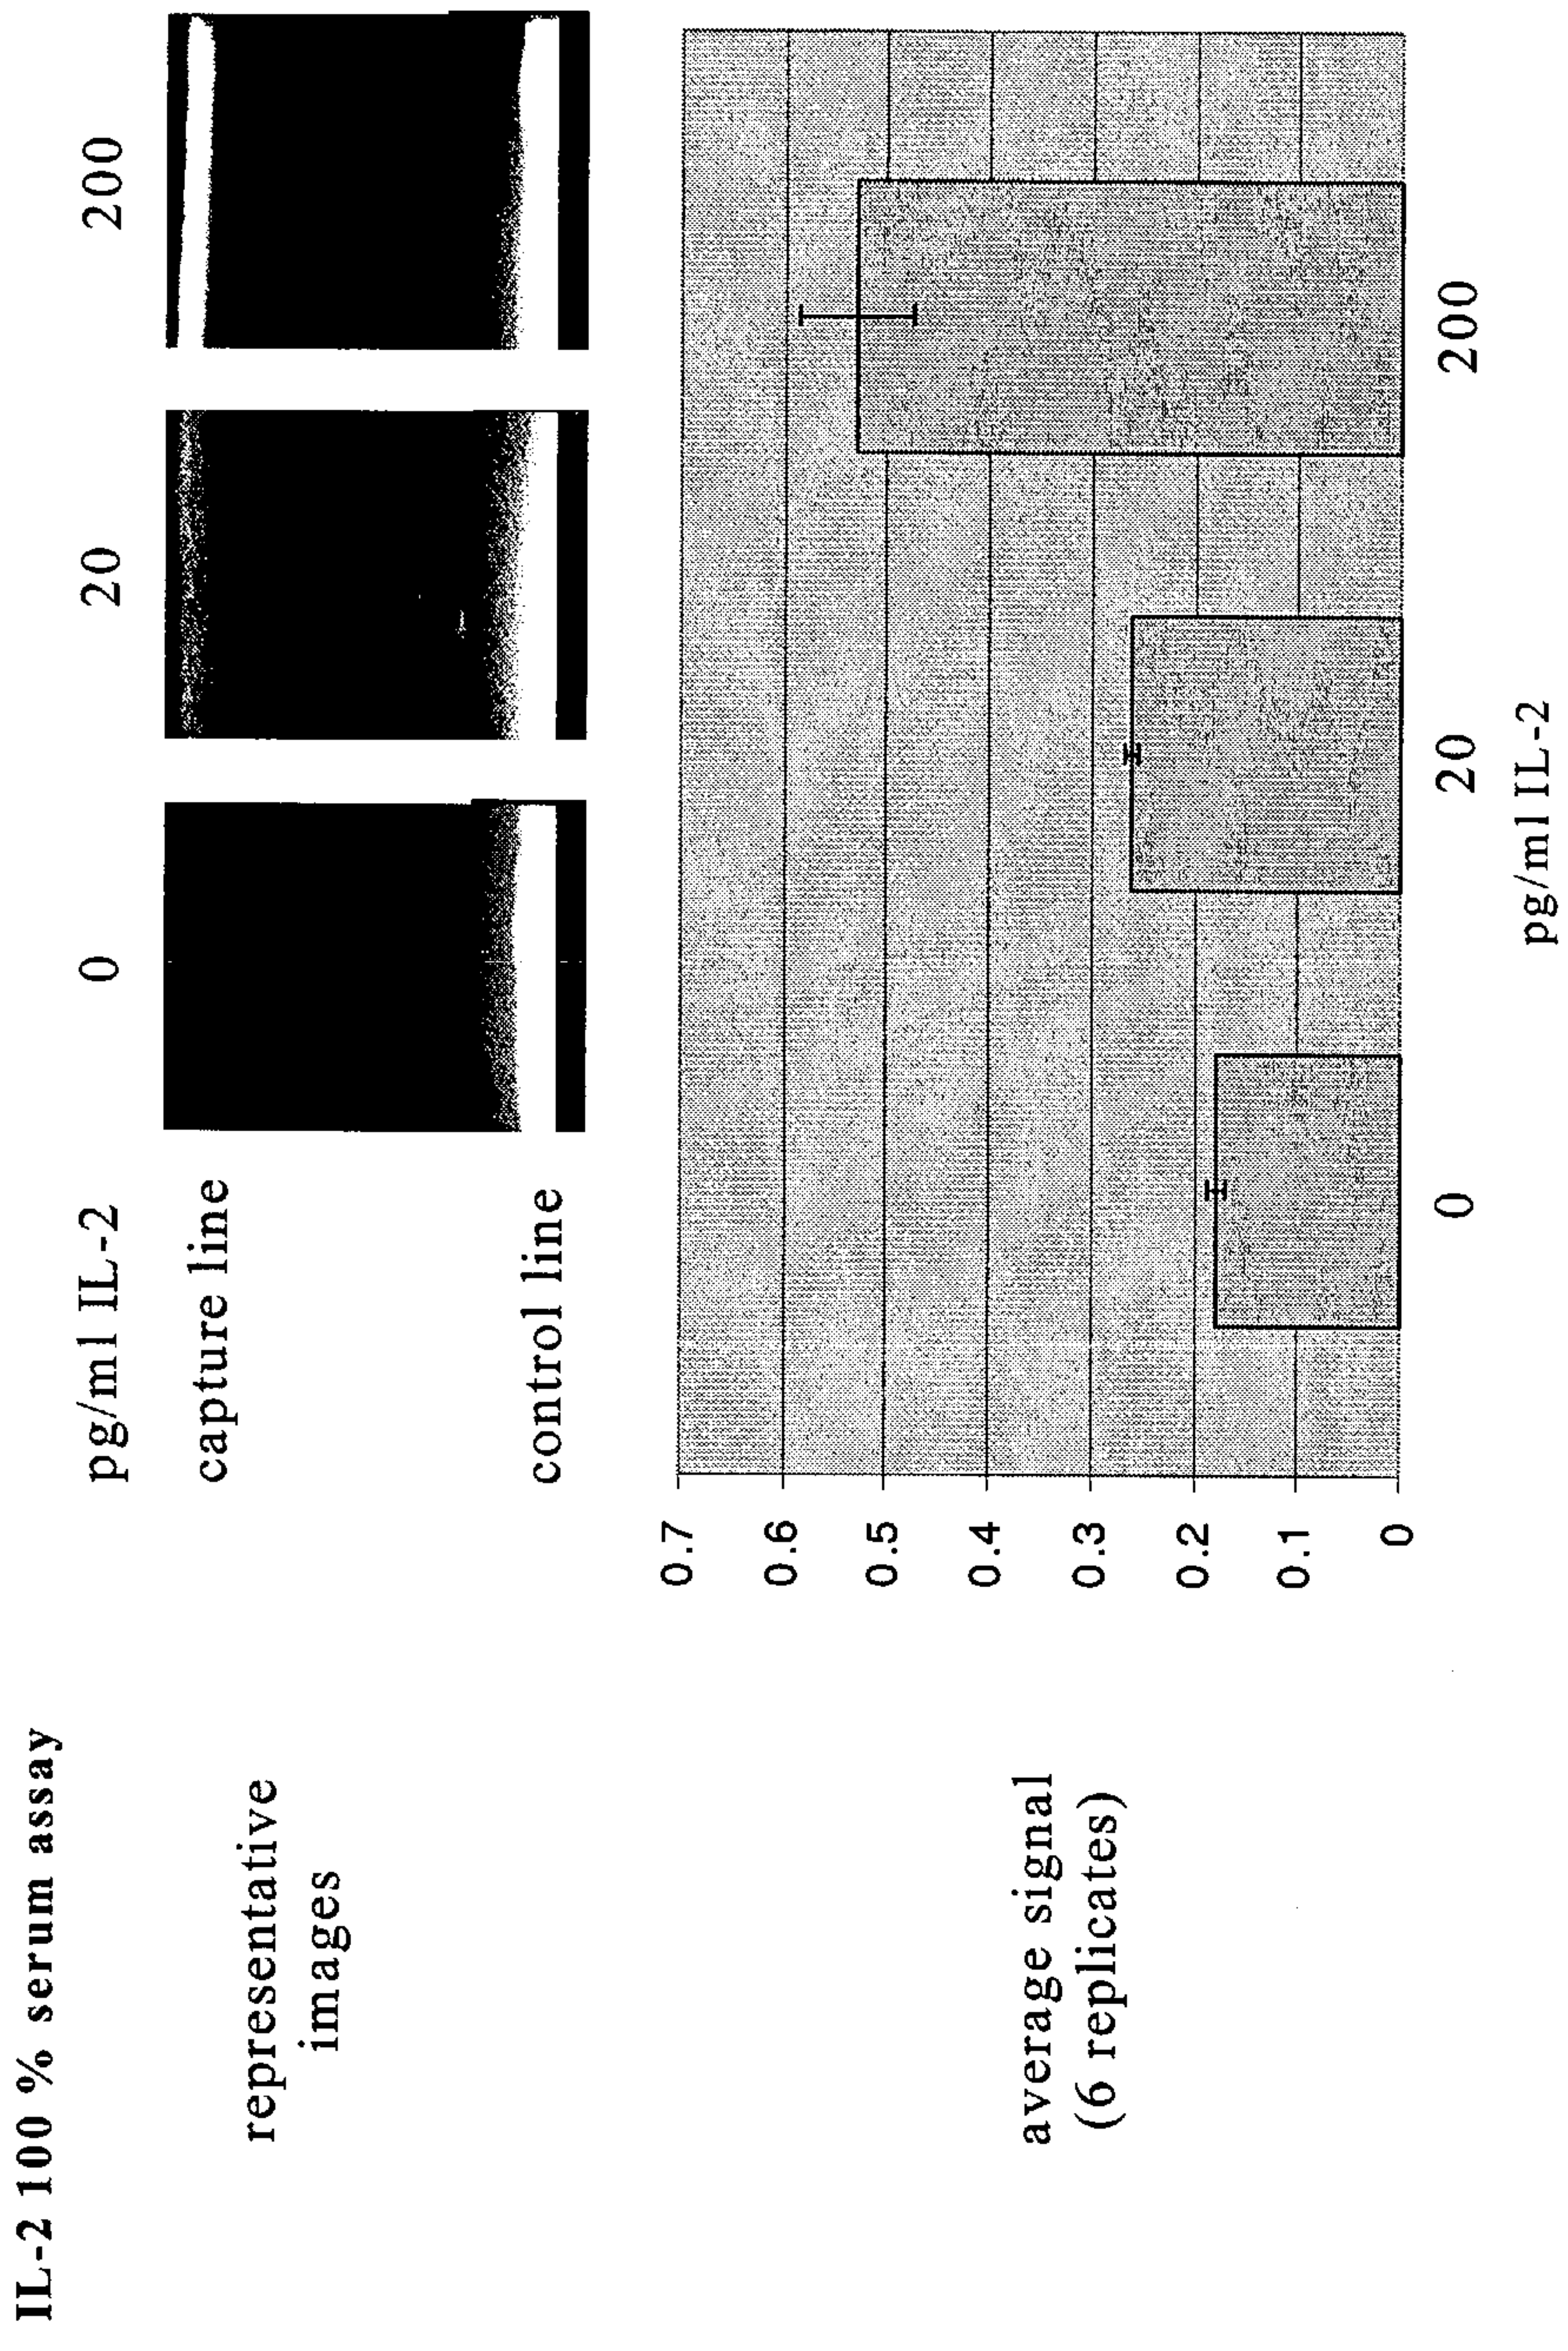 IL-2 100 % serum assay
pg/ml IL-2
0
20
200
capture line
control line
representative
images
average signal
(6 replicates)
0.7
0.6
0.5
0.4
0.3
0.2
0.1
0
0
20
200
pg/ml IL-2